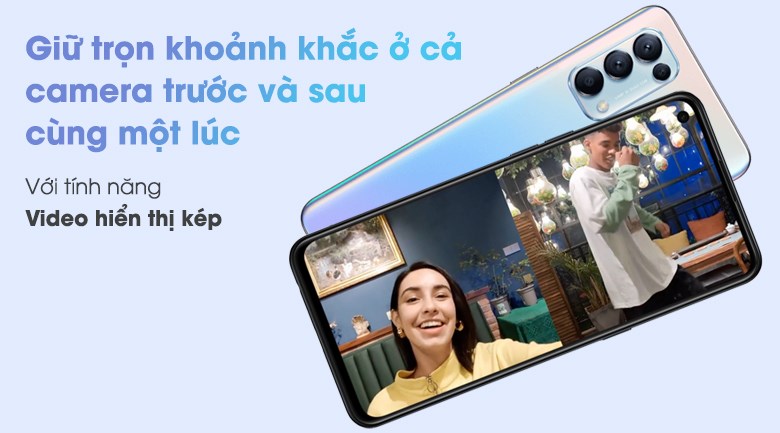 Giữ trọn khoảnh khắc ở cả
camera trước và sau
cùng một lúc
Với tính năng
Video hiển thị kép